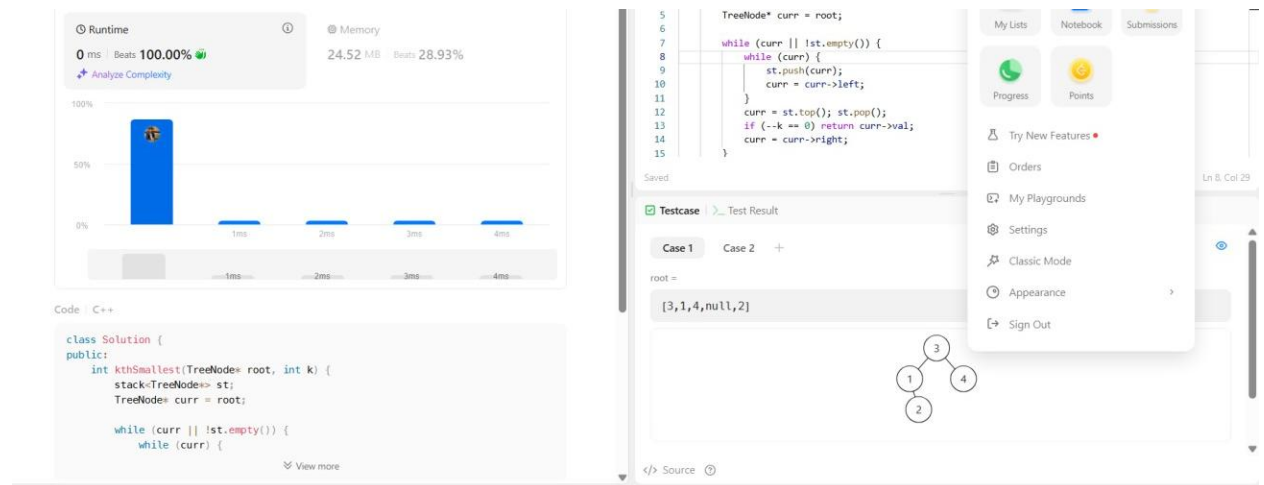 Runtime
Memory
0 ms | Beats 100.00%
24.52 MB | Beats 28.93%
Analyze Complexity
100%
50%
0%
1ms 2ms 3ms 4ms
1ms 2ms 3ms 4ms
Code | C++
class Solution {
public:
    int kthSmallest(TreeNode* root, int k) {
        stack<TreeNode*> st;
        TreeNode* curr = root;
        while (curr || !st.empty()) {
            while (curr) {
View more
5 TreeNode* curr = root;
6
7 while (curr || !st.empty()) {
8 while (curr) {
9 st.push(curr);
10 curr = curr->left;
11 }
12 curr = st.top(); st.pop();
13 if (--k == 0) return curr->val;
14 curr = curr->right;
15 }
Saved
Ln 8, Col 29
Testcase | >_ Test Result
Case 1 Case 2 +
root =
[3,1,4,null,2]
3
1 4
2
</> Source
My Lists Notebook Submissions
Progress Points
Try New Features
Orders
My Playgrounds
Settings
Classic Mode
Appearance
Sign Out